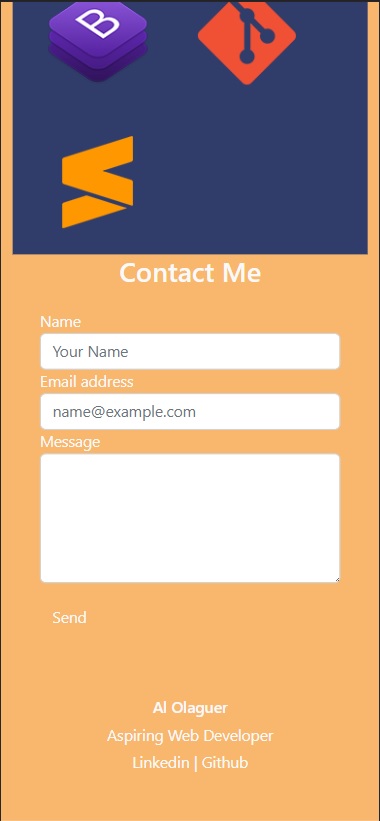 B
Contact Me
Name
Your Name
Email address
name@example.com
Message
Send
Al Olaguer
Aspiring Web Developer
Linkedin | Github